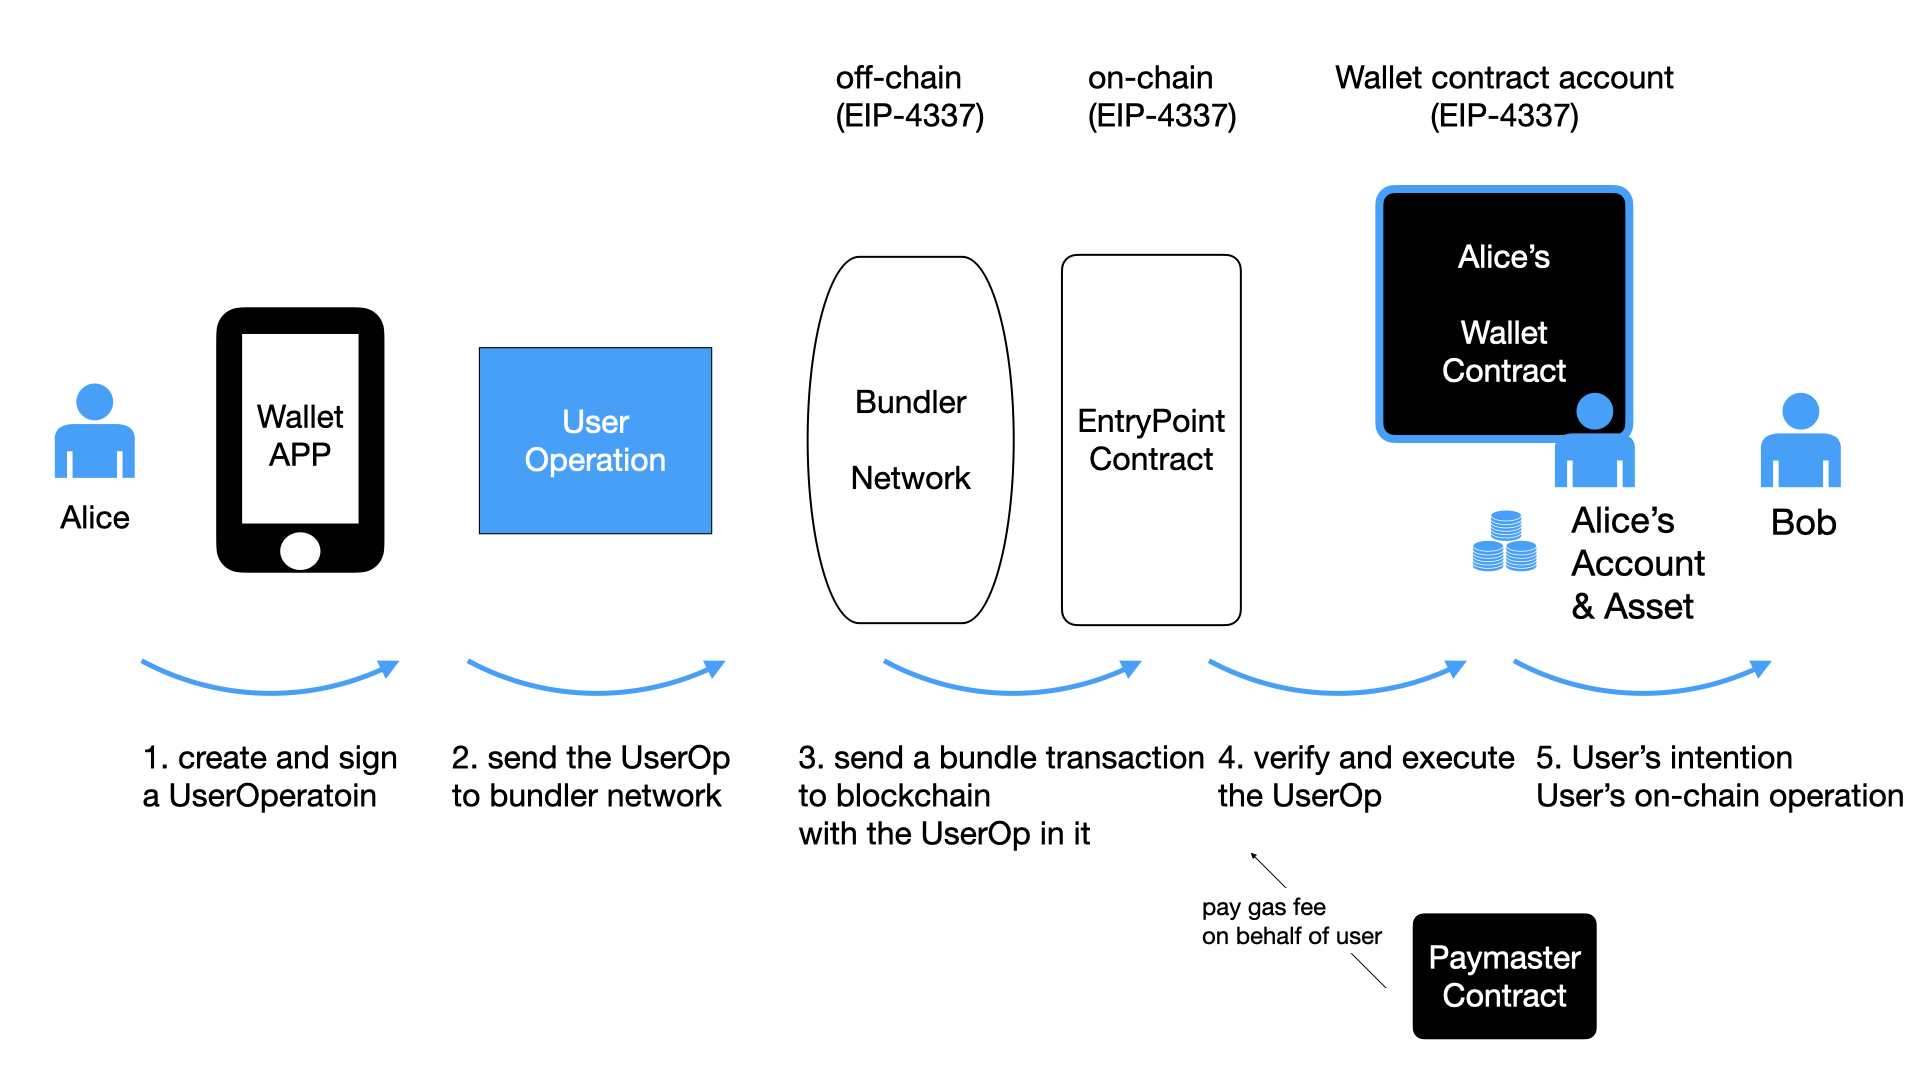 off-chain
(EIP-4337)
on-chain
(EIP-4337)
Wallet contract account
(EIP-4337)
Alice
Wallet
APP
User
Operation
Bundler
Network
EntryPoint
Contract
Alice’s
Wallet
Contract
Alice’s
Account
& Asset
Bob
1. create and sign
a UserOperatoin
2. send the UserOp
to bundler network
3. send a bundle transaction
to blockchain
with the UserOp in it
4. verify and execute
the UserOp
5. User’s intention
User’s on-chain operation
pay gas fee
on behalf of user
Paymaster
Contract